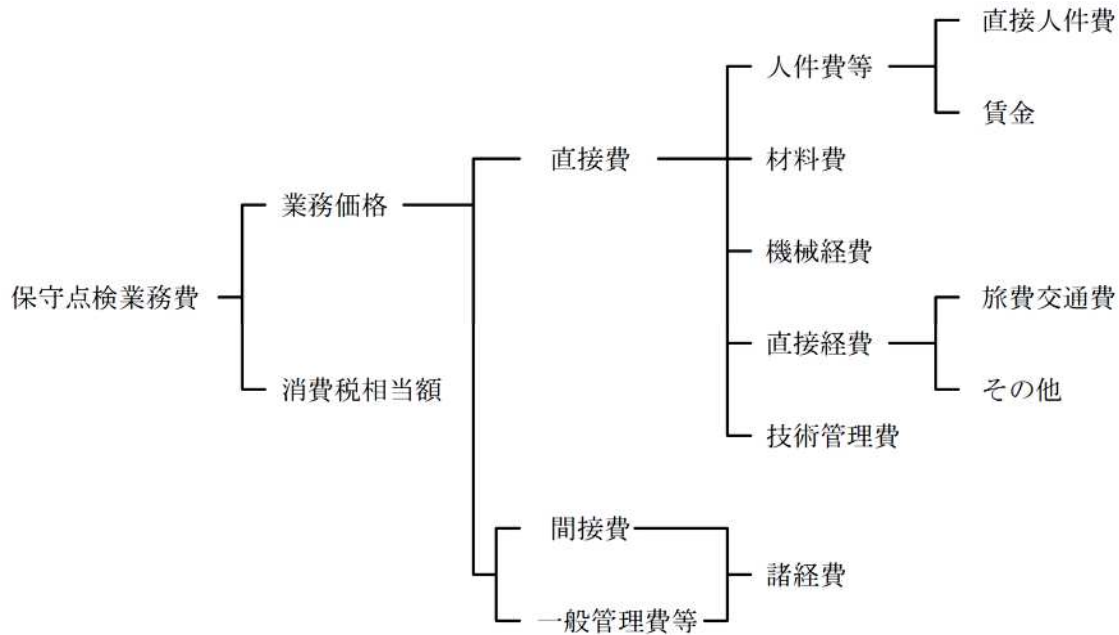 保守点検業務費
業務価格
消費税相当額
直接費
人件費等
直接人件費
賃金
材料費
機械経費
直接経費
旅費交通費
その他
技術管理費
間接費
一般管理費等
諸経費